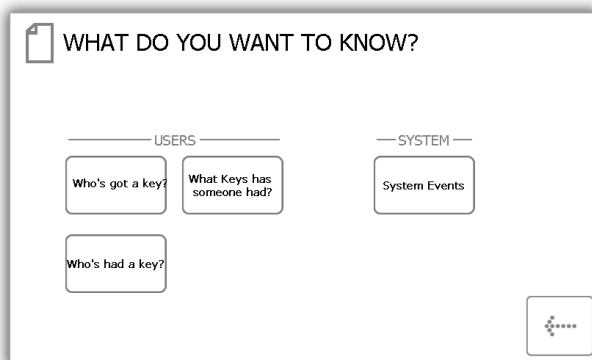 WHAT DO YOU WANT TO KNOW?
USERS
SYSTEM
Who's got a key?
What Keys has
someone had?
System Events
Who's had a key?